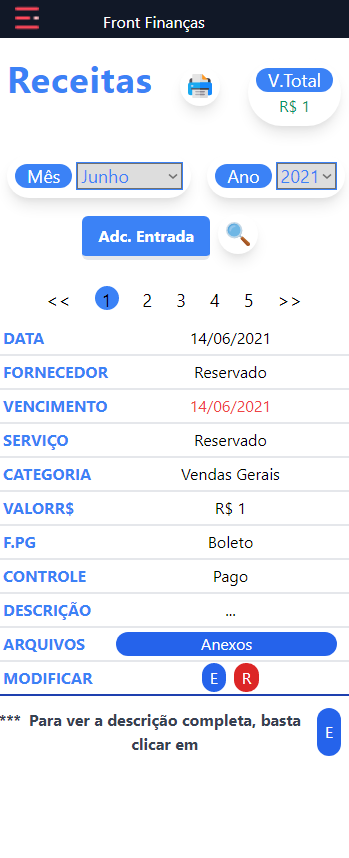 Front Finanças
Receitas
V.Total
R$ 1
Mês Junho
Ano 2021
Adc. Entrada
<< 1 2 3 4 5 >>
DATA 14/06/2021
FORNECEDOR Reservado
VENCIMENTO 14/06/2021
SERVIÇO Reservado
CATEGORIA Vendas Gerais
VALORR$ R$ 1
F.PG Boleto
CONTROLE Pago
DESCRIÇÃO ...
ARQUIVOS Anexos
MODIFICAR E R
*** Para ver a descrição completa, basta
clicar em
E